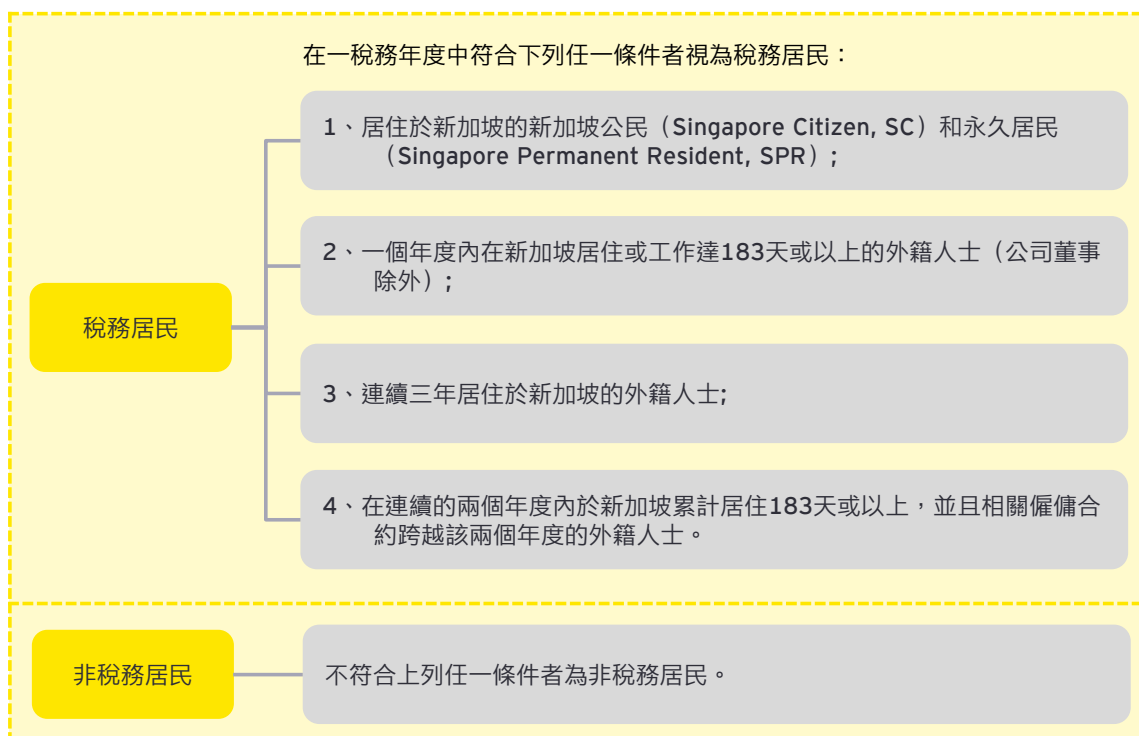 在一稅務年度中符合下列任一條件者視為稅務居民：
1、居住於新加坡的新加坡公民（Singapore Citizen, SC）和永久居民
（Singapore Permanent Resident, SPR）;
2、一個年度內在新加坡居住或工作達183天或以上的外籍人士（公司董事
除外）;
稅務居民
3、連續三年居住於新加坡的外籍人士;
4、在連續的兩個年度內於新加坡累計居住183天或以上，並且相關僱傭合
約跨越該兩個年度的外籍人士。
非稅務居民
不符合上列任一條件者為非稅務居民。